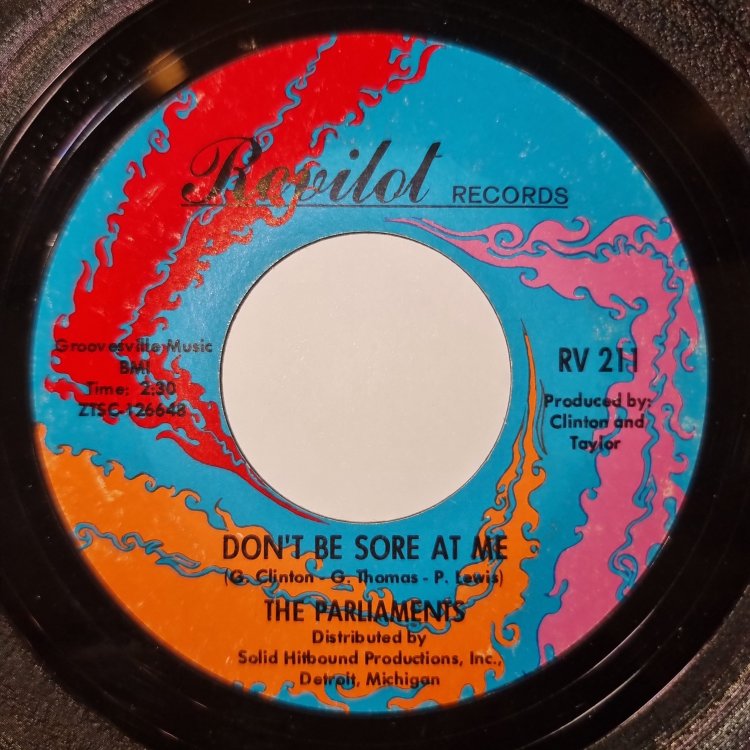 Revilot RECORDS
Groovesville Music
BMI
Time: 2:30
ZTSC-126648
RV 211
Produced by:
Clinton and
Taylor
DON'T BE SORE AT ME
(G. Clinton - G. Thomas - P. Lewis)
THE PARLIAMENTS
Distributed by
Solid Hitbound Productions, Inc.,
Detroit, Michigan